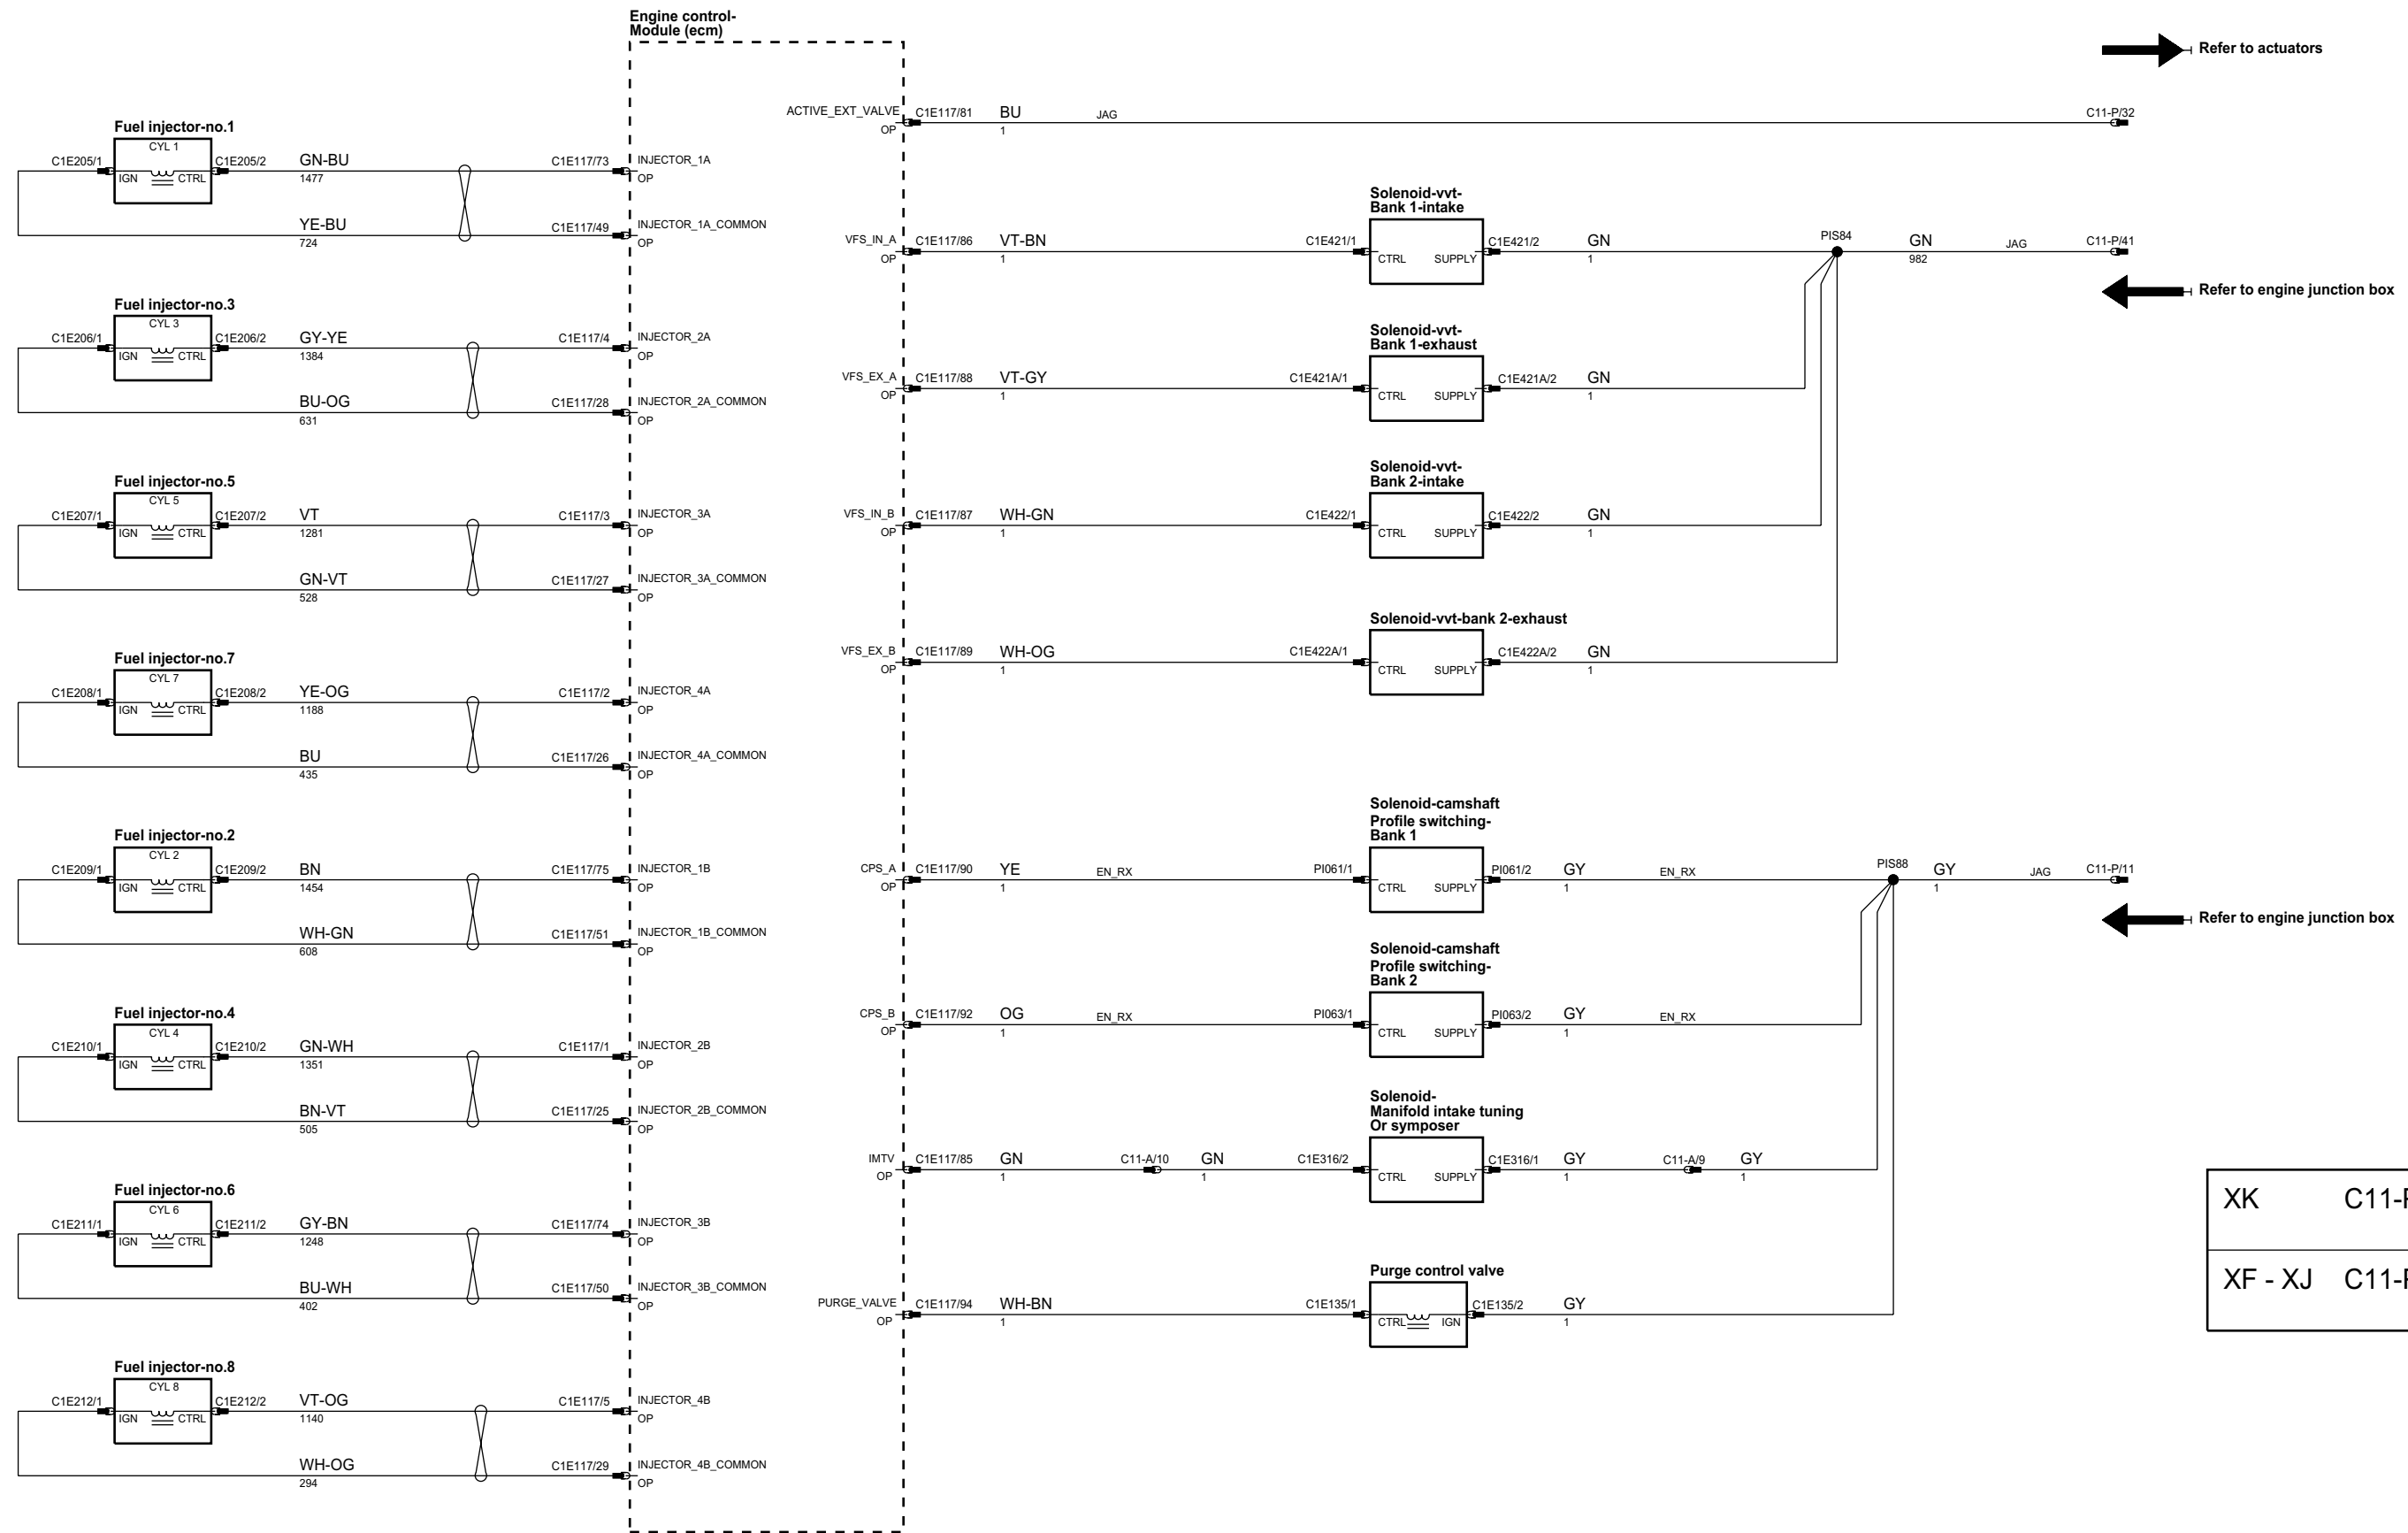 Engine control-
Module (ecm)
Refer to actuators
ACTIVE_EXT_VALVE
OP
C1E117/81
BU
1
JAG
C11-P/32
Fuel injector-no.1
CYL 1
C1E205/1
IGN
CTRL
C1E205/2
GN-BU
1477
C1E117/73
INJECTOR_1A
OP
YE-BU
724
C1E117/49
INJECTOR_1A_COMMON
OP
Solenoid-vvt-
Bank 1-intake
VFS_IN_A
OP
C1E117/86
VT-BN
1
C1E421/1
CTRL
SUPPLY
C1E421/2
GN
1
PIS84
GN
982
JAG
C11-P/41
Refer to engine junction box
Fuel injector-no.3
CYL 3
C1E206/1
IGN
CTRL
C1E206/2
GY-YE
1384
C1E117/4
INJECTOR_2A
OP
BU-OG
631
C1E117/28
INJECTOR_2A_COMMON
OP
Solenoid-vvt-
Bank 1-exhaust
VFS_EX_A
OP
C1E117/88
VT-GY
1
C1E421A/1
CTRL
SUPPLY
C1E421A/2
GN
1
Fuel injector-no.5
CYL 5
C1E207/1
IGN
CTRL
C1E207/2
VT
1281
C1E117/3
INJECTOR_3A
OP
GN-VT
528
C1E117/27
INJECTOR_3A_COMMON
OP
Solenoid-vvt-
Bank 2-intake
VFS_IN_B
OP
C1E117/87
WH-GN
1
C1E422/1
CTRL
SUPPLY
C1E422/2
GN
1
Fuel injector-no.7
CYL 7
C1E208/1
IGN
CTRL
C1E208/2
YE-OG
1188
C1E117/2
INJECTOR_4A
OP
BU
435
C1E117/26
INJECTOR_4A_COMMON
OP
Solenoid-vvt-bank 2-exhaust
VFS_EX_B
OP
C1E117/89
WH-OG
1
C1E422A/1
CTRL
SUPPLY
C1E422A/2
GN
1
Fuel injector-no.2
CYL 2
C1E209/1
IGN
CTRL
C1E209/2
BN
1454
C1E117/75
INJECTOR_1B
OP
WH-GN
608
C1E117/51
INJECTOR_1B_COMMON
OP
Solenoid-camshaft
Profile switching-
Bank 1
CPS_A
OP
C1E117/90
YE
1
EN_RX
PI061/1
CTRL
SUPPLY
PI061/2
GY
1
EN_RX
PIS88
GY
1
JAG
C11-P/11
Refer to engine junction box
Fuel injector-no.4
CYL 4
C1E210/1
IGN
CTRL
C1E210/2
GN-WH
1351
C1E117/1
INJECTOR_2B
OP
BN-VT
505
C1E117/25
INJECTOR_2B_COMMON
OP
Solenoid-camshaft
Profile switching-
Bank 2
CPS_B
OP
C1E117/92
OG
1
EN_RX
PI063/1
CTRL
SUPPLY
PI063/2
GY
1
EN_RX
Solenoid-
Manifold intake tuning
Or symposer
IMTV
OP
C1E117/85
GN
1
C11-A/10
GN
1
C1E316/2
CTRL
SUPPLY
C1E316/1
GY
1
C11-A/9
GY
1
Fuel injector-no.6
CYL 6
C1E211/1
IGN
CTRL
C1E211/2
GY-BN
1248
C1E117/74
INJECTOR_3B
OP
BU-WH
402
C1E117/50
INJECTOR_3B_COMMON
OP
Purge control valve
PURGE_VALVE
OP
C1E117/94
WH-BN
1
C1E135/1
CTRL
IGN
C1E135/2
GY
1
Fuel injector-no.8
CYL 8
C1E212/1
IGN
CTRL
C1E212/2
VT-OG
1140
C1E117/5
INJECTOR_4B
OP
WH-OG
294
C1E117/29
INJECTOR_4B_COMMON
OP
XK
XF - XJ